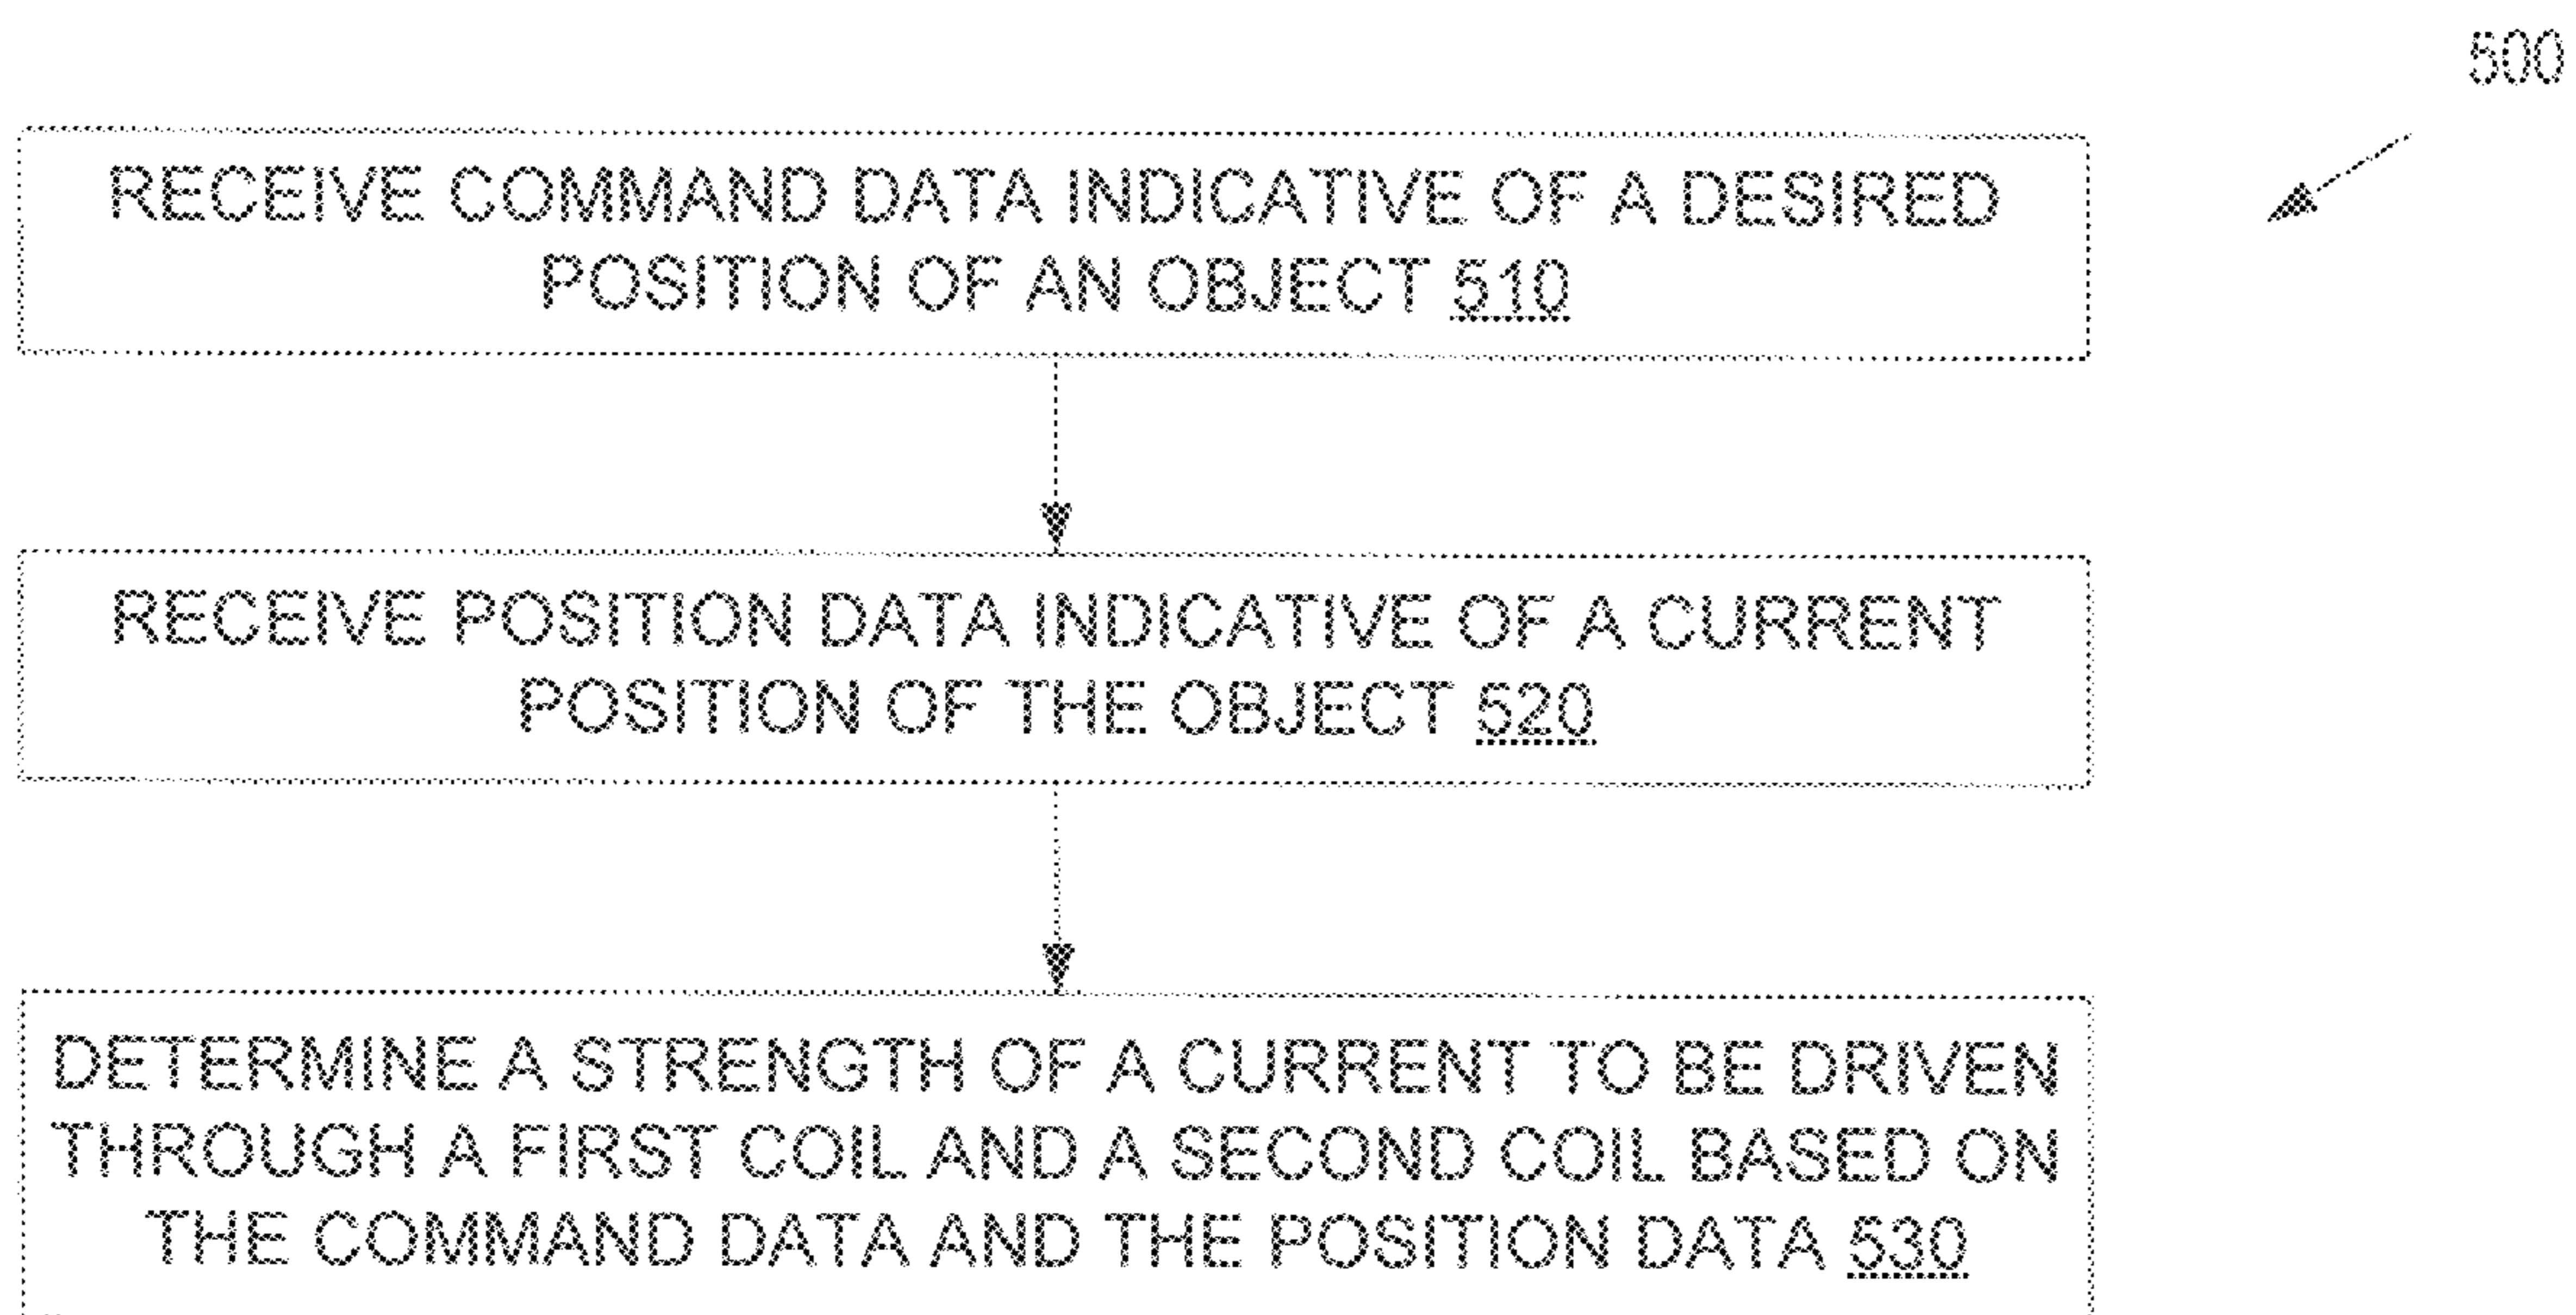 500
RECEIVE COMMAND DATA INDICATIVE OF A DESIRED
POSITION OF AN OBJECT 510
RECEIVE POSITION DATA INDICATIVE OF A CURRENT
POSITION OF THE OBJECT 520
DETERMINE A STRENGTH OF A CURRENT TO BE DRIVEN
THROUGH A FIRST COIL AND A SECOND COIL BASED ON
THE COMMAND DATA AND THE POSITION DATA 530